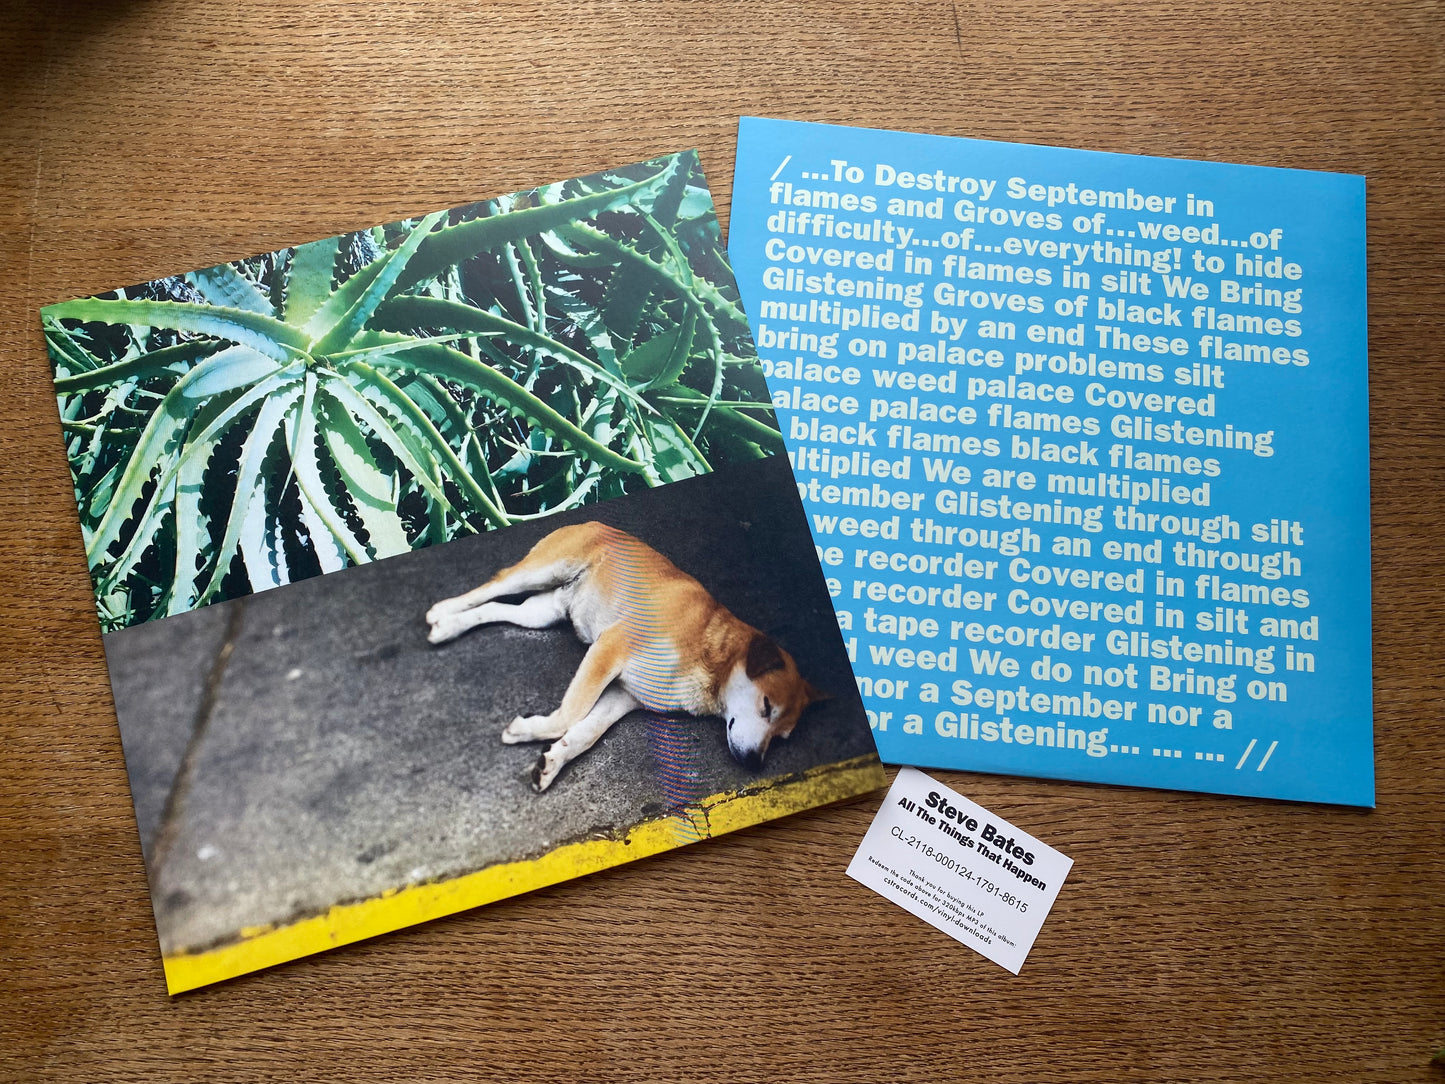 / ...To Destroy September in
flames and Groves of...weed...of
difficulty...of...everything! to hide
Covered in flames in silt We Bring
Glistening Groves of black flames
multiplied by an end These flames
bring on palace problems silt
palace weed palace Covered
alace palace flames Glistening
black flames black flames
ltiplied We are multiplied
ptember Glistening through silt
weed through an end through
pe recorder Covered in flames
e recorder Covered in silt and
a tape recorder Glistening in
d weed We do not Bring on
nor a September nor a
or a Glistening... ... ... //
Steve Bates
All The Things That Happen
CL-2118-000124-1791-8615
Thank you for buying this LP
Redeem the code above for 320kbps MP3 of this album:
cstrecords.com/vinyl-downloads